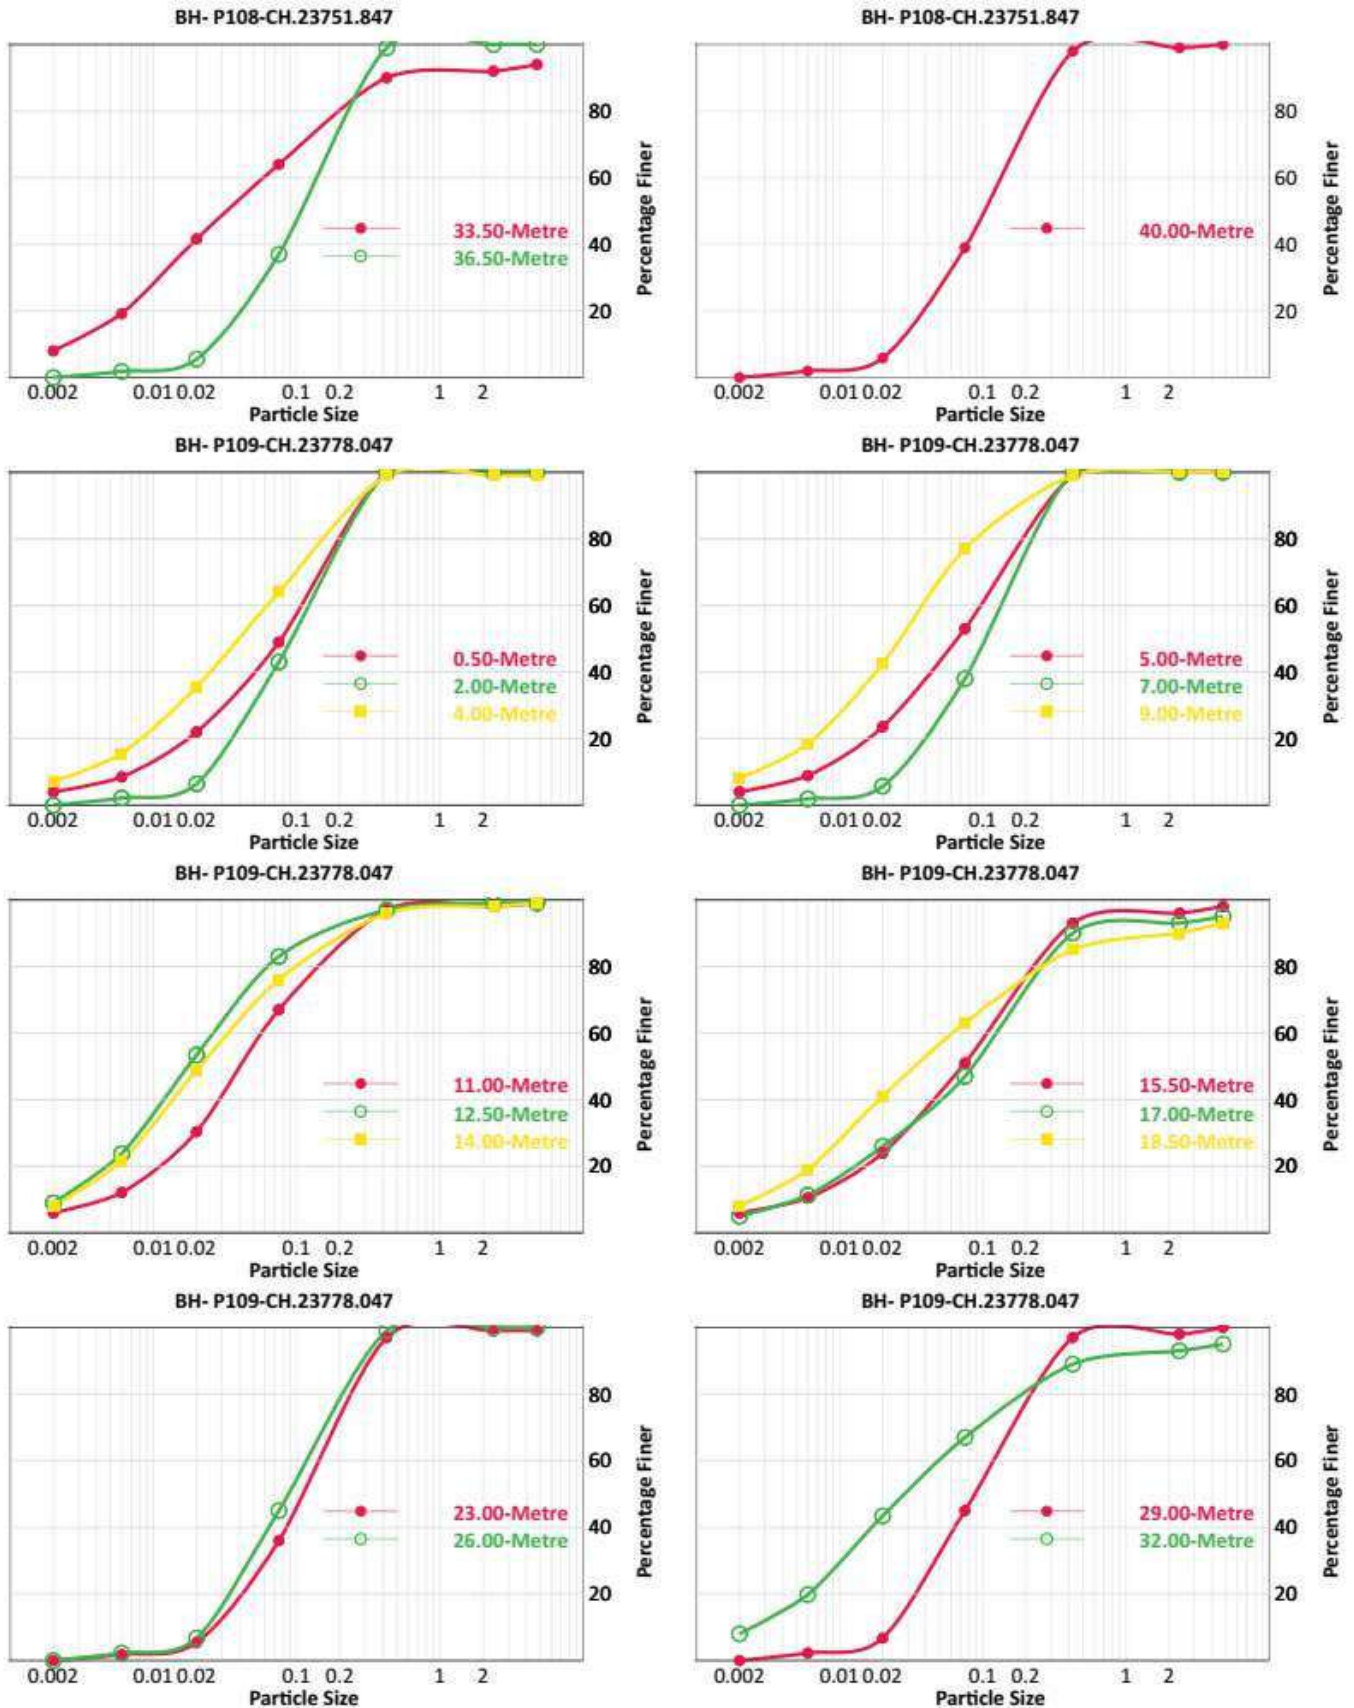 BH- P108-CH.23751.847
80
60
40
20
Percentage Finer
33.50-Metre
36.50-Metre
0.002 0.01 0.02 0.1 0.2 1 2
Particle Size
BH- P108-CH.23751.847
80
60
40
20
Percentage Finer
40.00-Metre
0.002 0.01 0.02 0.1 0.2 1 2
Particle Size
BH- P109-CH.23778.047
80
60
40
20
Percentage Finer
0.50-Metre
2.00-Metre
4.00-Metre
0.002 0.01 0.02 0.1 0.2 1 2
Particle Size
BH- P109-CH.23778.047
80
60
40
20
Percentage Finer
5.00-Metre
7.00-Metre
9.00-Metre
0.002 0.01 0.02 0.1 0.2 1 2
Particle Size
BH- P109-CH.23778.047
80
60
40
20
Percentage Finer
11.00-Metre
12.50-Metre
14.00-Metre
0.002 0.01 0.02 0.1 0.2 1 2
Particle Size
BH- P109-CH.23778.047
80
60
40
20
Percentage Finer
15.50-Metre
17.00-Metre
18.50-Metre
0.002 0.01 0.02 0.1 0.2 1 2
Particle Size
BH- P109-CH.23778.047
80
60
40
20
Percentage Finer
23.00-Metre
26.00-Metre
0.002 0.01 0.02 0.1 0.2 1 2
Particle Size
BH- P109-CH.23778.047
80
60
40
20
Percentage Finer
29.00-Metre
32.00-Metre
0.002 0.01 0.02 0.1 0.2 1 2
Particle Size